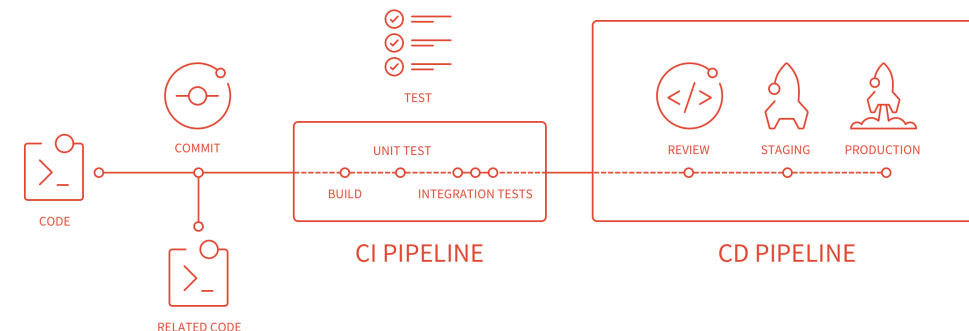 TEST
COMMIT
CODE
RELATED CODE
UNIT TEST
BUILD
INTEGRATION TESTS
CI PIPELINE
REVIEW
STAGING
PRODUCTION
CD PIPELINE